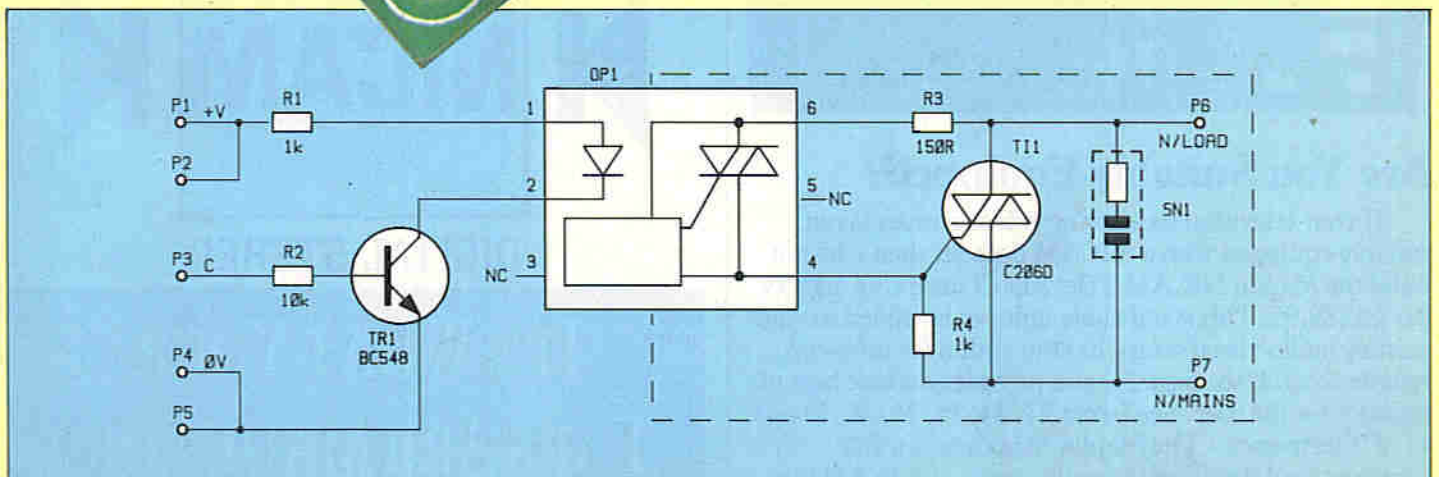 OP1
P1 +V
R1
1k
P2
1
2
NC 3
6
5 NC
4
R3
150R
TI1
C206D
P6
N/LOAD
SN1
P3 C
R2
10k
TR1
BC548
R4
1k
P4 ØV
P5
P7
N/MAINS